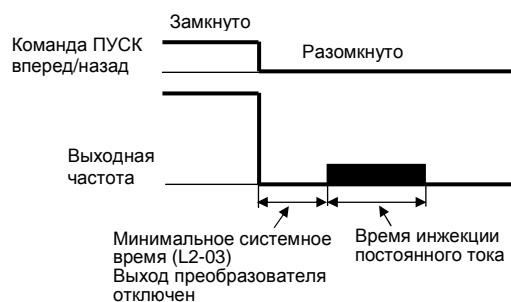 Замкнуто
Команда ПУСК
вперед/назад
Разомкнуто
Выходная
частота
Минимальное системное
время (L2-03)
Выход преобразователя
отключен
Время инжекции
постоянного тока